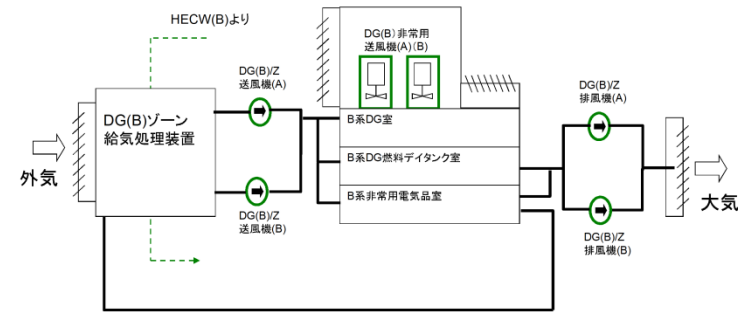 HECW(B)より
DG(B)非常用
送風機(A)(B)
DG(B)/Z
送風機(A)
DG(B)/Z
排風機(A)
DG(B)ゾーン
給気処理装置
B系DG室
B系DG燃料デイタンク室
B系非常用電気品室
外気
大気
DG(B)/Z
送風機(B)
DG(B)/Z
排風機(B)